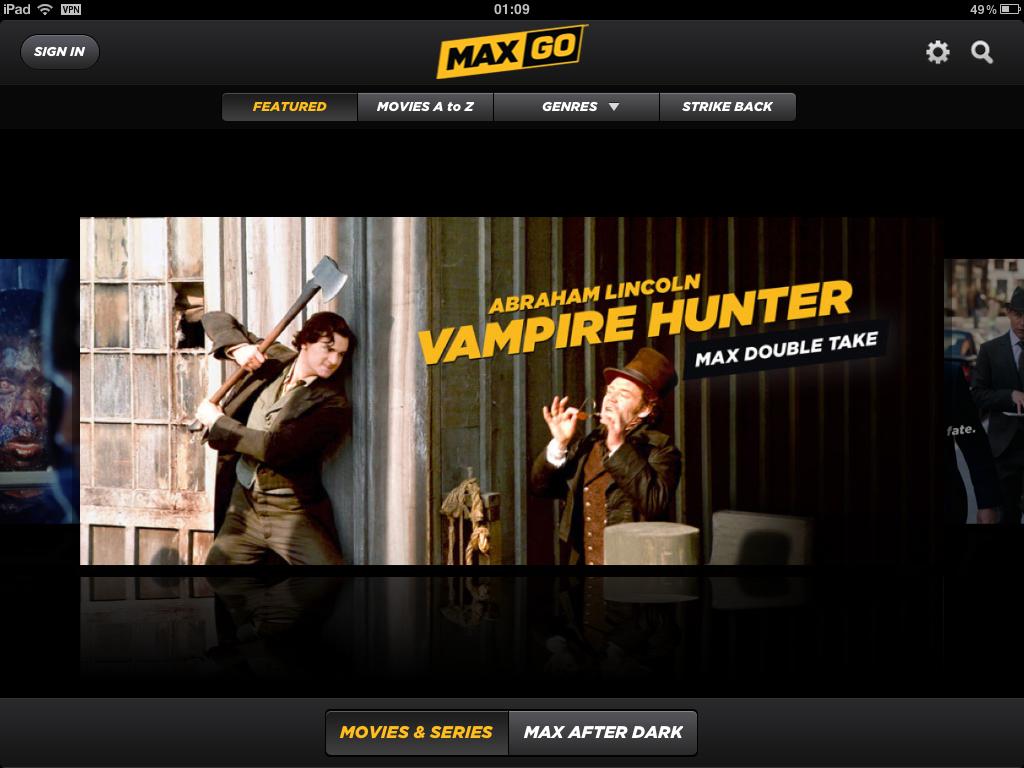 iPad VPN 01:09 49%
SIGN IN
MAX GO
FEATURED MOVIES A to Z GENRES STRIKE BACK
ABRAHAM LINCOLN
VAMPIRE HUNTER
MAX DOUBLE TAKE
fate.
MOVIES & SERIES MAX AFTER DARK